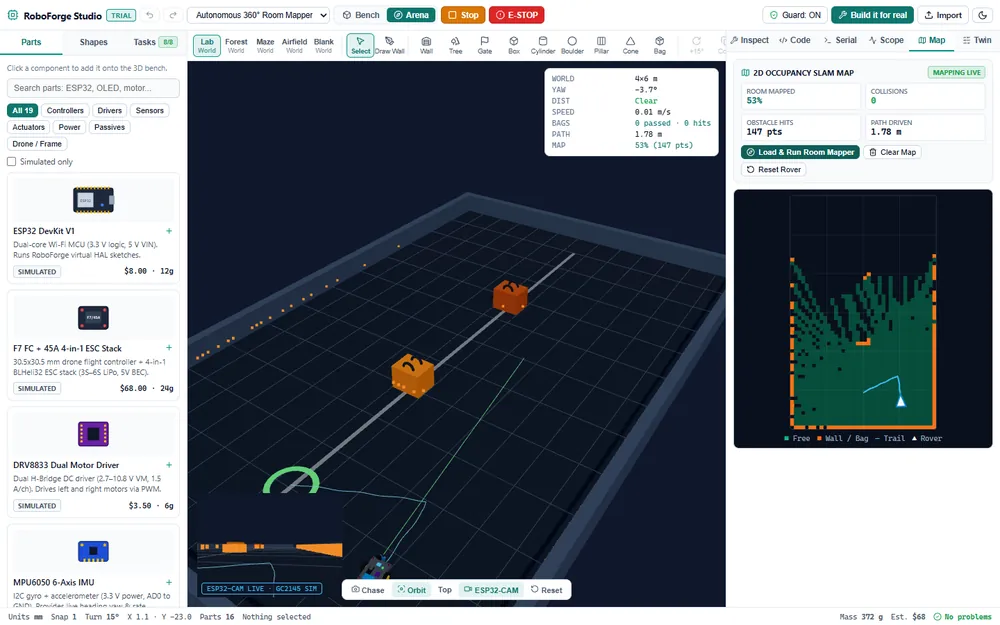 RoboForge Studio TRIAL
Autonomous 360° Room Mapper
Bench
Arena
Stop
E-STOP
Guard: ON
Build it for real
Import
Parts
Shapes
Tasks 8/8
Lab
World
Forest
World
Maze
World
Airfield
World
Blank
World
Select
Draw Wall
Wall
Tree
Gate
Box
Cylinder
Boulder
Pillar
Cone
Bag
+15°
Inspect
Code
Serial
Scope
Map
Twin
Click a component to add it onto the 3D bench.
Search parts: ESP32, OLED, motor...
All 19
Controllers
Drivers
Sensors
Actuators
Power
Passives
Drone / Frame
Simulated only
ESP32 DevKit V1 +
Dual-core Wi-Fi MCU (3.3 V logic, 5 V VIN).
Runs RoboForge virtual HAL sketches.
SIMULATED $8.00 · 12g
F7 FC + 45A 4-in-1 ESC Stack +
30.5x30.5 mm drone flight controller + 4-in-1
BLHeli32 ESC stack (3S–6S LiPo, 5V BEC).
SIMULATED $68.00 · 24g
DRV8833 Dual Motor Driver +
Dual H-Bridge DC driver (2.7–10.8 V VM, 1.5
A/ch). Drives left and right motors via PWM.
SIMULATED $3.50 · 6g
MPU6050 6-Axis IMU +
I2C gyro + accelerometer (3.3 V power, AD0 to
GND). Provides live heading yaw & rate.
WORLD 4×6 m
YAW −3.7°
DIST Clear
SPEED 0.01 m/s
BAGS 0 passed · 0 hits
PATH 1.78 m
MAP 53% (147 pts)
ESP32-CAM LIVE · GC2145 SIM
Chase
Orbit
Top
ESP32-CAM
Reset
2D OCCUPANCY SLAM MAP
MAPPING LIVE
ROOM MAPPED
53%
COLLISIONS
0
OBSTACLE HITS
147 pts
PATH DRIVEN
1.78 m
Load & Run Room Mapper
Clear Map
Reset Rover
Free
Wall / Bag
Trail
Rover
Units mm Snap 1 Turn 15° X 1.1 · Y −23.0 Parts 16 Nothing selected
Mass 372 g Est. $68 No problems